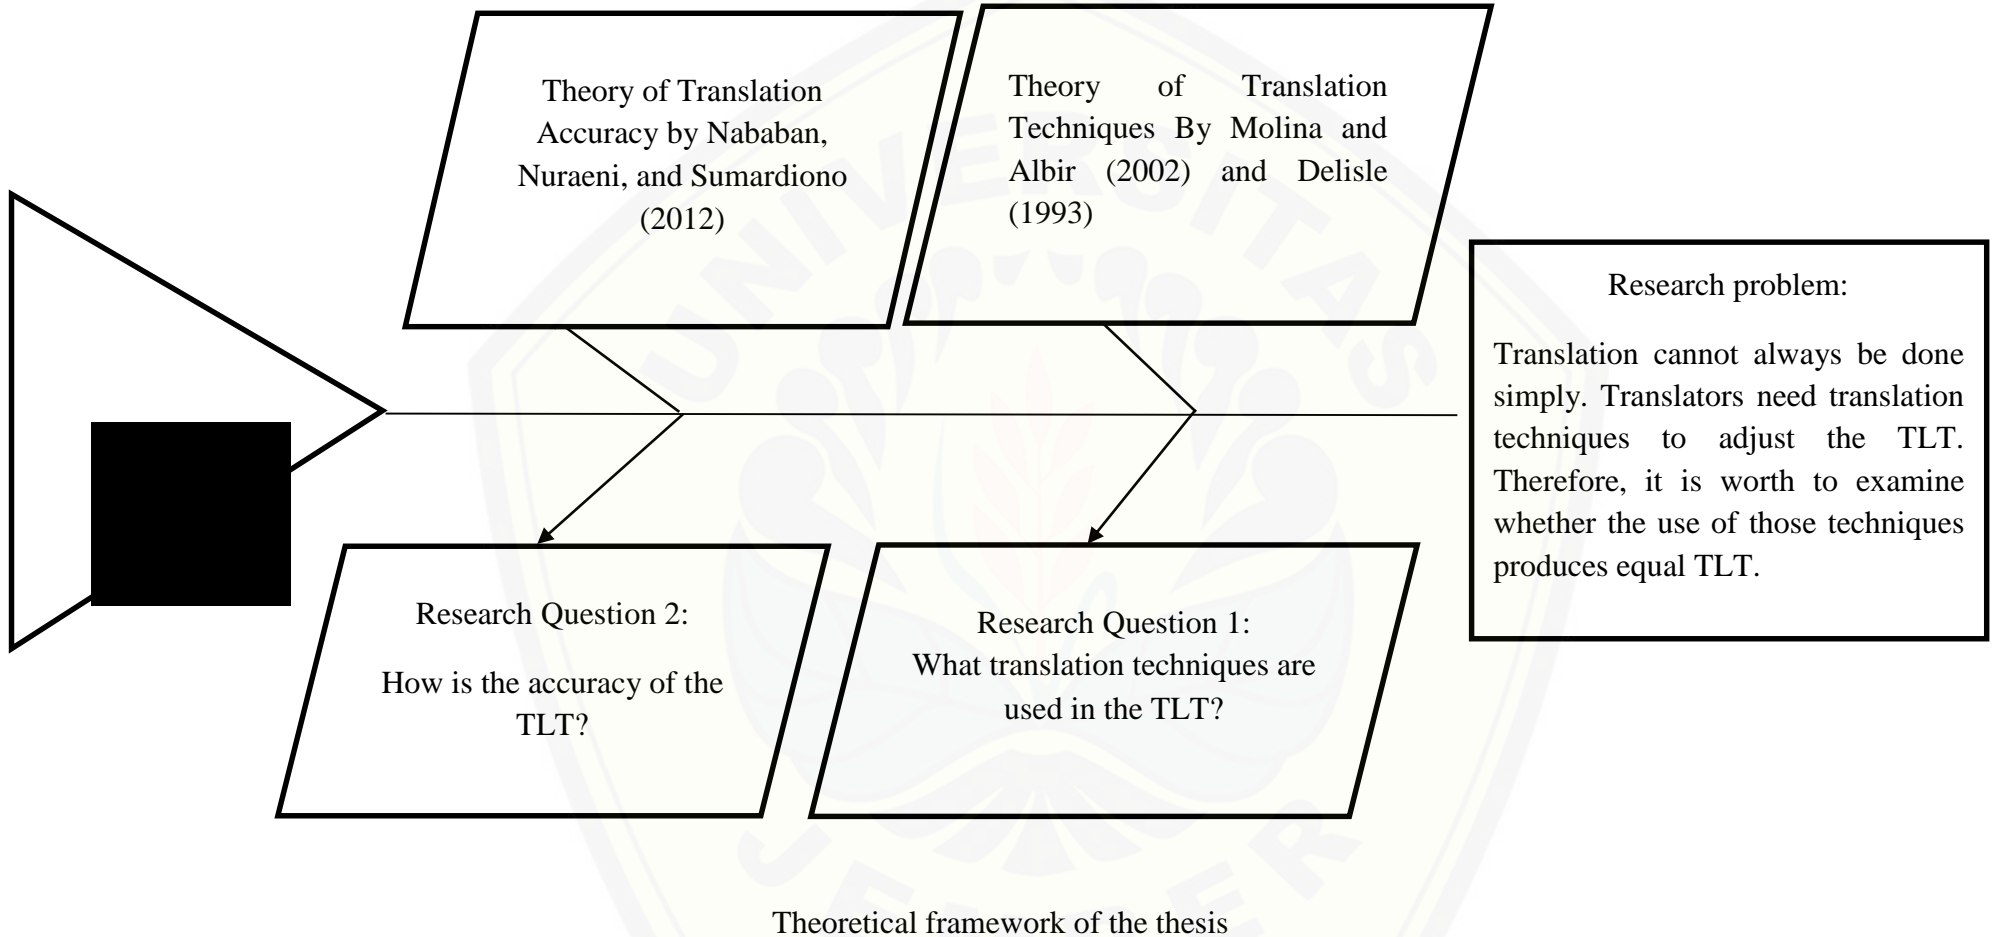 Theory of Translation
Accuracy by Nababan,
Nuraeni, and Sumardiono
(2012)
Theory of Translation
Techniques By Molina and
Albir (2002) and Delisle
(1993)
Research problem:
Translation cannot always be done
simply. Translators need translation
techniques to adjust the TLT.
Therefore, it is worth to examine
whether the use of those techniques
produces equal TLT.
Research Question 2:
How is the accuracy of the
TLT?
Research Question 1:
What translation techniques are
used in the TLT?
UNIVERSITAS
JEMBER
Theoretical framework of the thesis